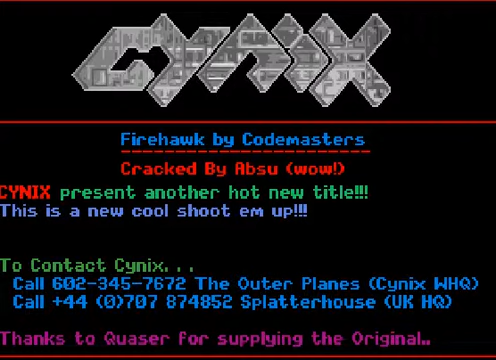 CYNIX
Firehawk by Codemasters
Cracked By Absu (wow!)
CYNIX present another hot new title!!!
This is a new cool shoot em up!!!
To Contact Cynix...
Call 602-345-7672 The Outer Planes (Cynix WHQ)
Call +44 (0)707 874852 Splatterhouse (UK HQ)
Thanks to Quaser for supplying the Original..